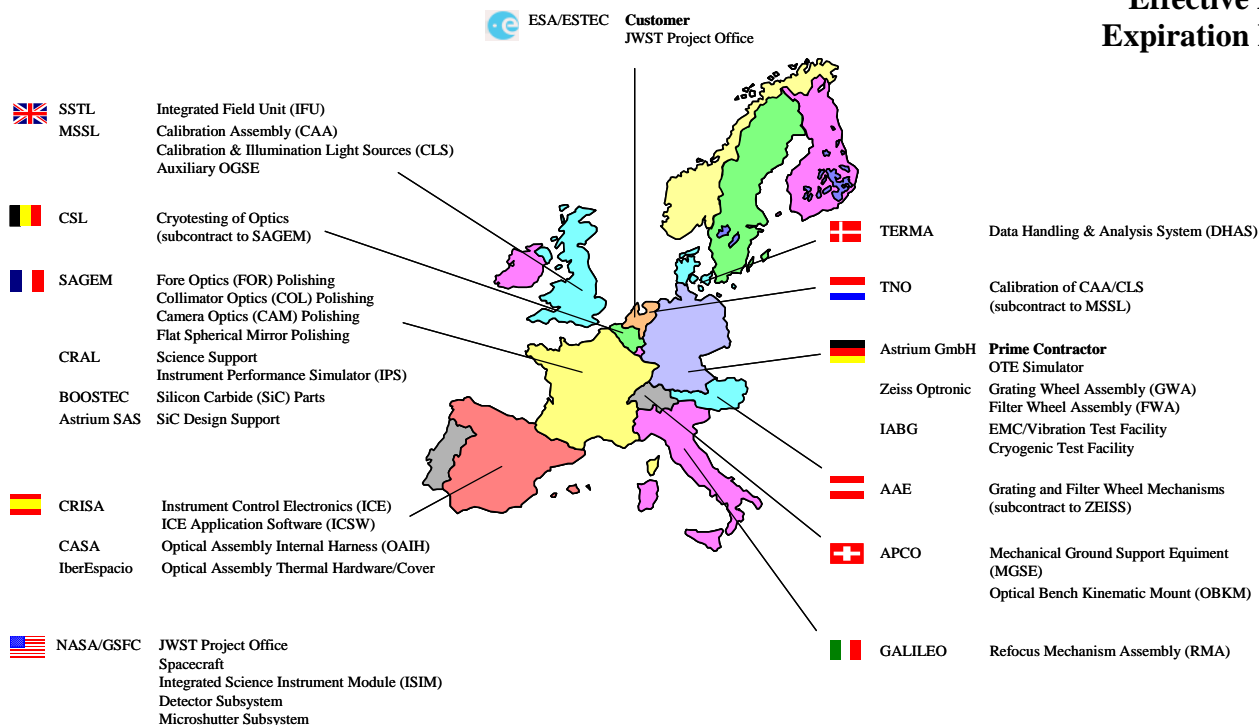 Effective
Expiration
ESA/ESTEC Customer
JWST Project Office
SSTL Integrated Field Unit (IFU)
MSSL Calibration Assembly (CAA)
Calibration & Illumination Light Sources (CLS)
Auxiliary OGSE
CSL Cryotesting of Optics
(subcontract to SAGEM)
SAGEM Fore Optics (FOR) Polishing
Collimator Optics (COL) Polishing
Camera Optics (CAM) Polishing
Flat Spherical Mirror Polishing
CRAL Science Support
Instrument Performance Simulator (IPS)
BOOSTEC Silicon Carbide (SiC) Parts
Astrium SAS SiC Design Support
CRISA Instrument Control Electronics (ICE)
ICE Application Software (ICSW)
CASA Optical Assembly Internal Harness (OAIH)
IberEspacio Optical Assembly Thermal Hardware/Cover
NASA/GSFC JWST Project Office
Spacecraft
Integrated Science Instrument Module (ISIM)
Detector Subsystem
Microshutter Subsystem
TERMA Data Handling & Analysis System (DHAS)
TNO Calibration of CAA/CLS
(subcontract to MSSL)
Astrium GmbH Prime Contractor
OTE Simulator
Zeiss Optronic Grating Wheel Assembly (GWA)
Filter Wheel Assembly (FWA)
IABG EMC/Vibration Test Facility
Cryogenic Test Facility
AAE Grating and Filter Wheel Mechanisms
(subcontract to ZEISS)
APCO Mechanical Ground Support Equiment
(MGSE)
Optical Bench Kinematic Mount (OBKM)
GALILEO Refocus Mechanism Assembly (RMA)